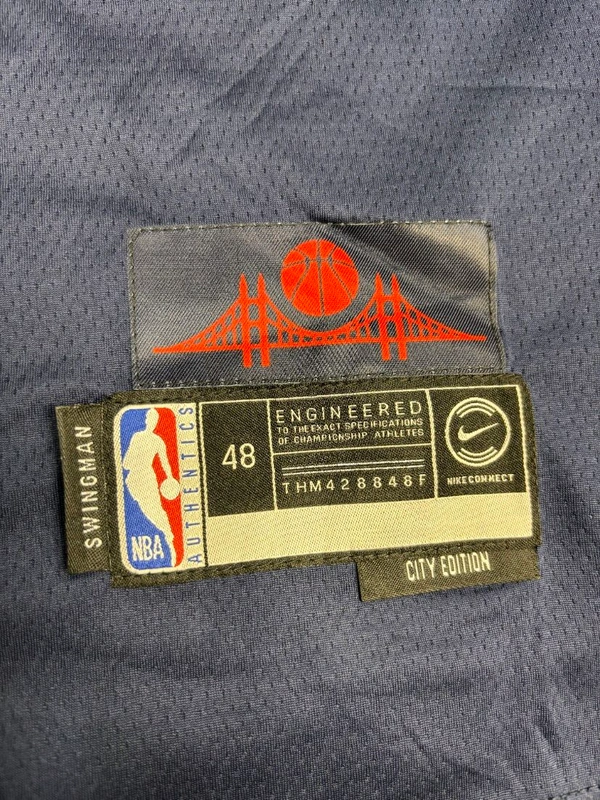 SWINGMAN
NBA
AUTHENTICS
48
ENGINEERED
TO THE EXACT SPECIFICATIONS
OF CHAMPIONSHIP ATHLETES
THM428848F
NIKECONNECT
CITY EDITION